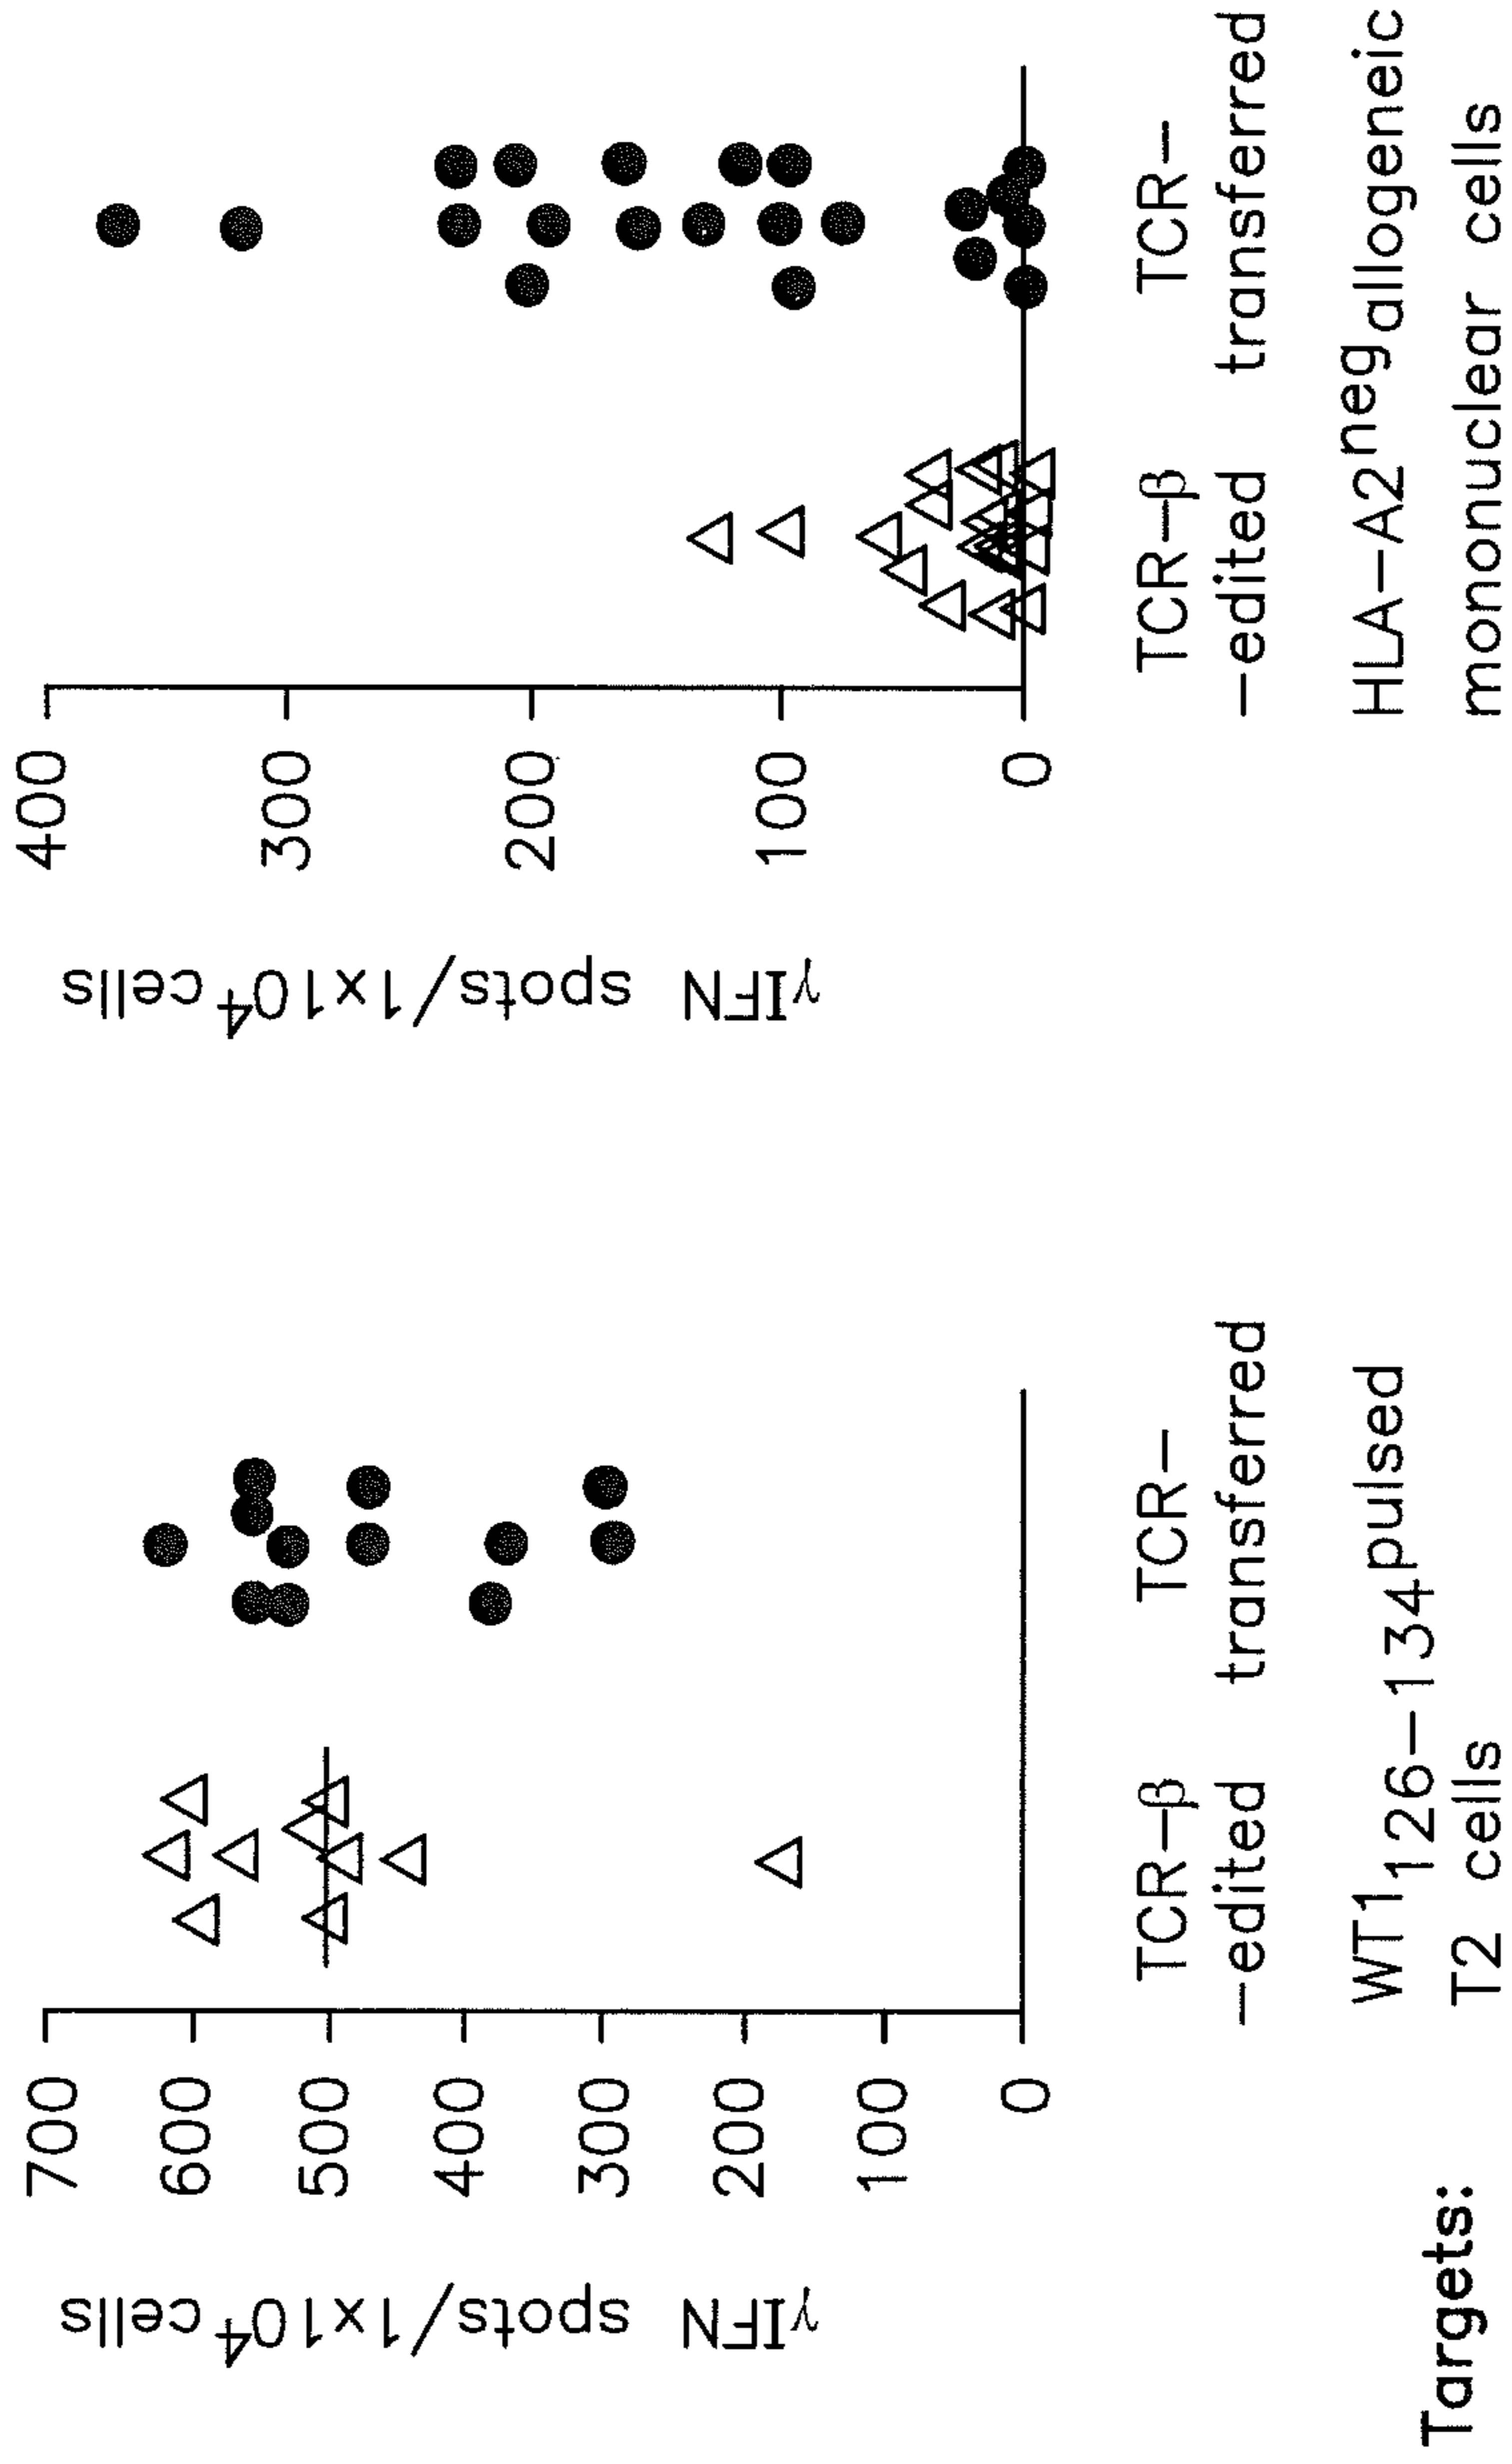 γIFN spots/1x10⁴cells
700
600
500
400
300
200
100
0
TCR-β
-edited
TCR-
transferred
Targets:
WT1₁₂₆₋₁₃₄pulsed
T2 cells
γIFN spots/1x10⁴cells
400
300
200
100
0
TCR-β
-edited
TCR-
transferred
HLA-A2ⁿᵉᵍallogeneic
mononuclear cells